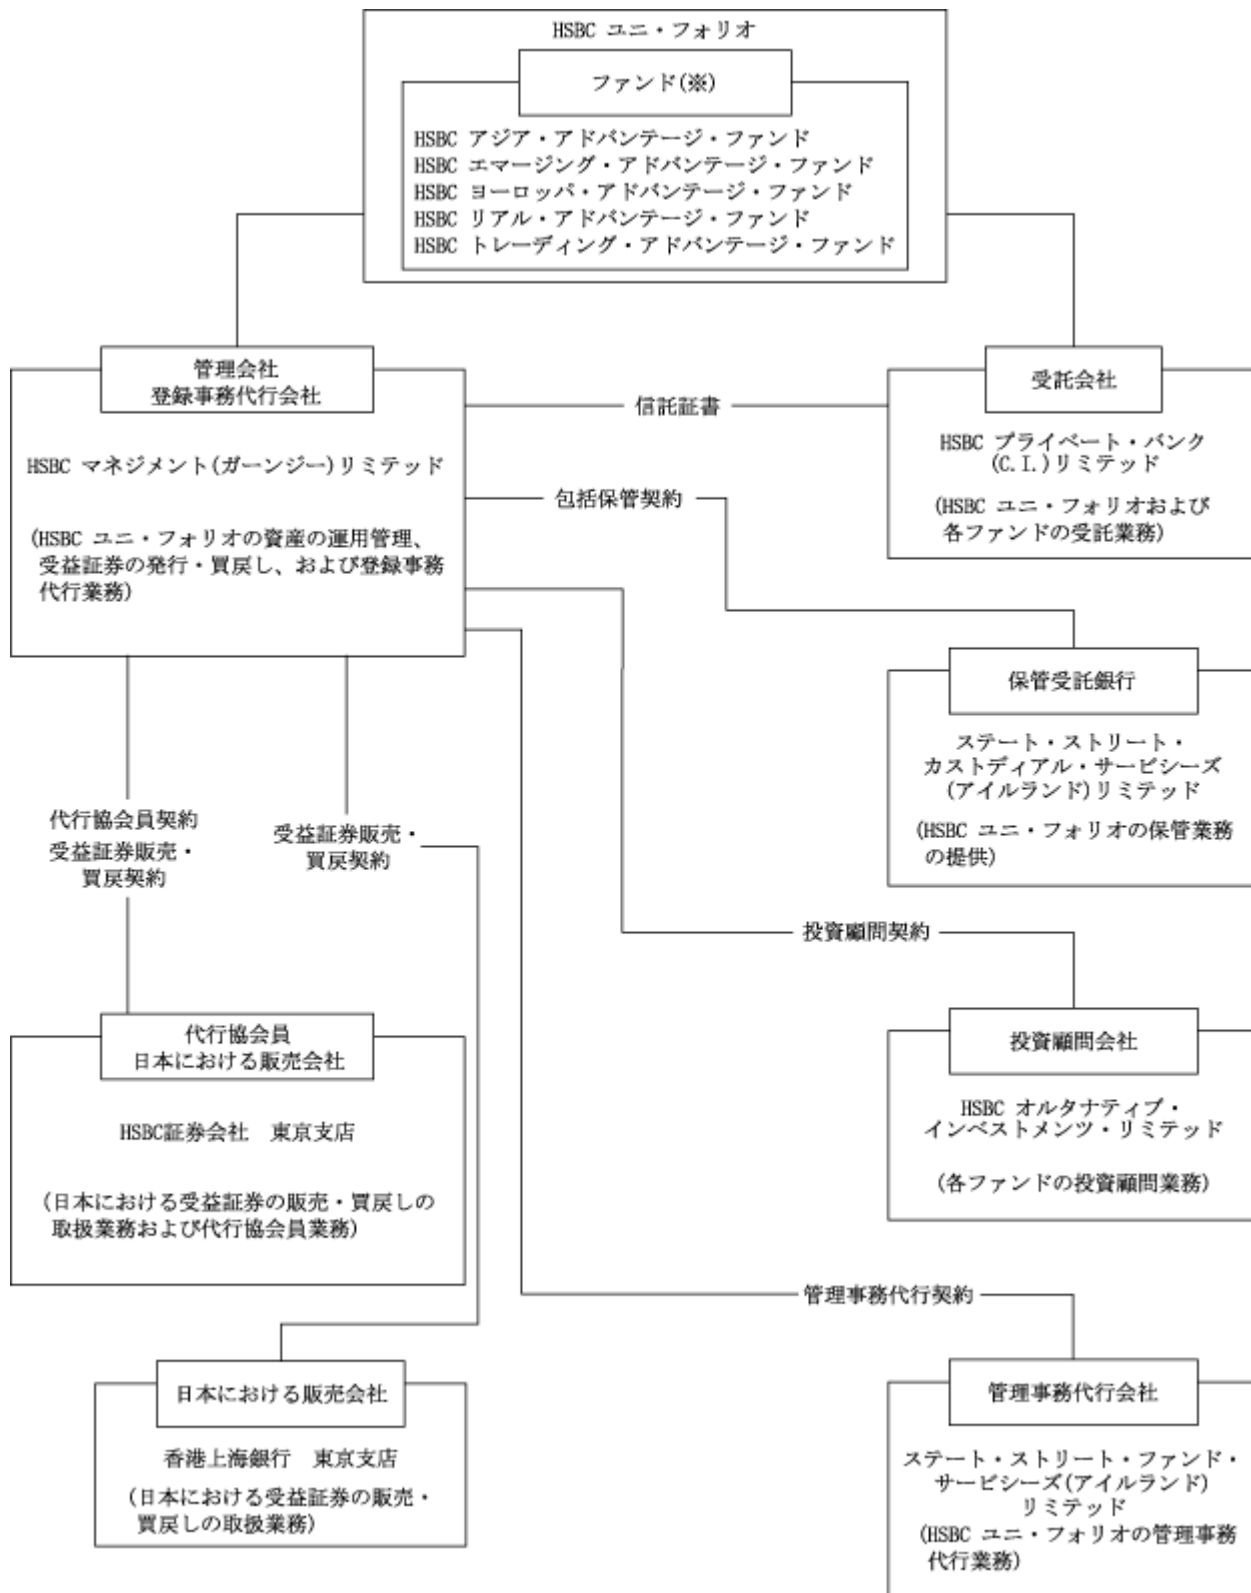 HSBC ユニ・フォリオ
ファンド(※)
HSBC アジア・アドバンテージ・ファンド
HSBC エマージング・アドバンテージ・ファンド
HSBC ヨーロッパ・アドバンテージ・ファンド
HSBC リアル・アドバンテージ・ファンド
HSBC トレーディング・アドバンテージ・ファンド
管理会社
登録事務代行会社
HSBC マネジメント(ガーンジー)リミテッド
(HSBC ユニ・フォリオの資産の運用管理、
受益証券の発行・買戻し、および登録事務
代行業務)
信託証書
受託会社
HSBC プライベート・バンク
(C.I.)リミテッド
(HSBC ユニ・フォリオおよび
各ファンドの受託業務)
包括保管契約
保管受託銀行
ステート・ストリート・
カストディアル・サービシーズ
(アイルランド)リミテッド
(HSBC ユニ・フォリオの保管業務
の提供)
代行協会員契約
受益証券販売・
買戻契約
受益証券販売・
買戻契約
投資顧問契約
代行協会員
日本における販売会社
HSBC証券会社　東京支店
(日本における受益証券の販売・買戻しの
取扱業務および代行協会員業務)
投資顧問会社
HSBC オルタナティブ・
インベストメンツ・リミテッド
(各ファンドの投資顧問業務)
管理事務代行契約
日本における販売会社
香港上海銀行　東京支店
(日本における受益証券の販売・
買戻しの取扱業務)
管理事務代行会社
ステート・ストリート・ファンド・
サービシーズ(アイルランド)
リミテッド
(HSBC ユニ・フォリオの管理事務
代行業務)